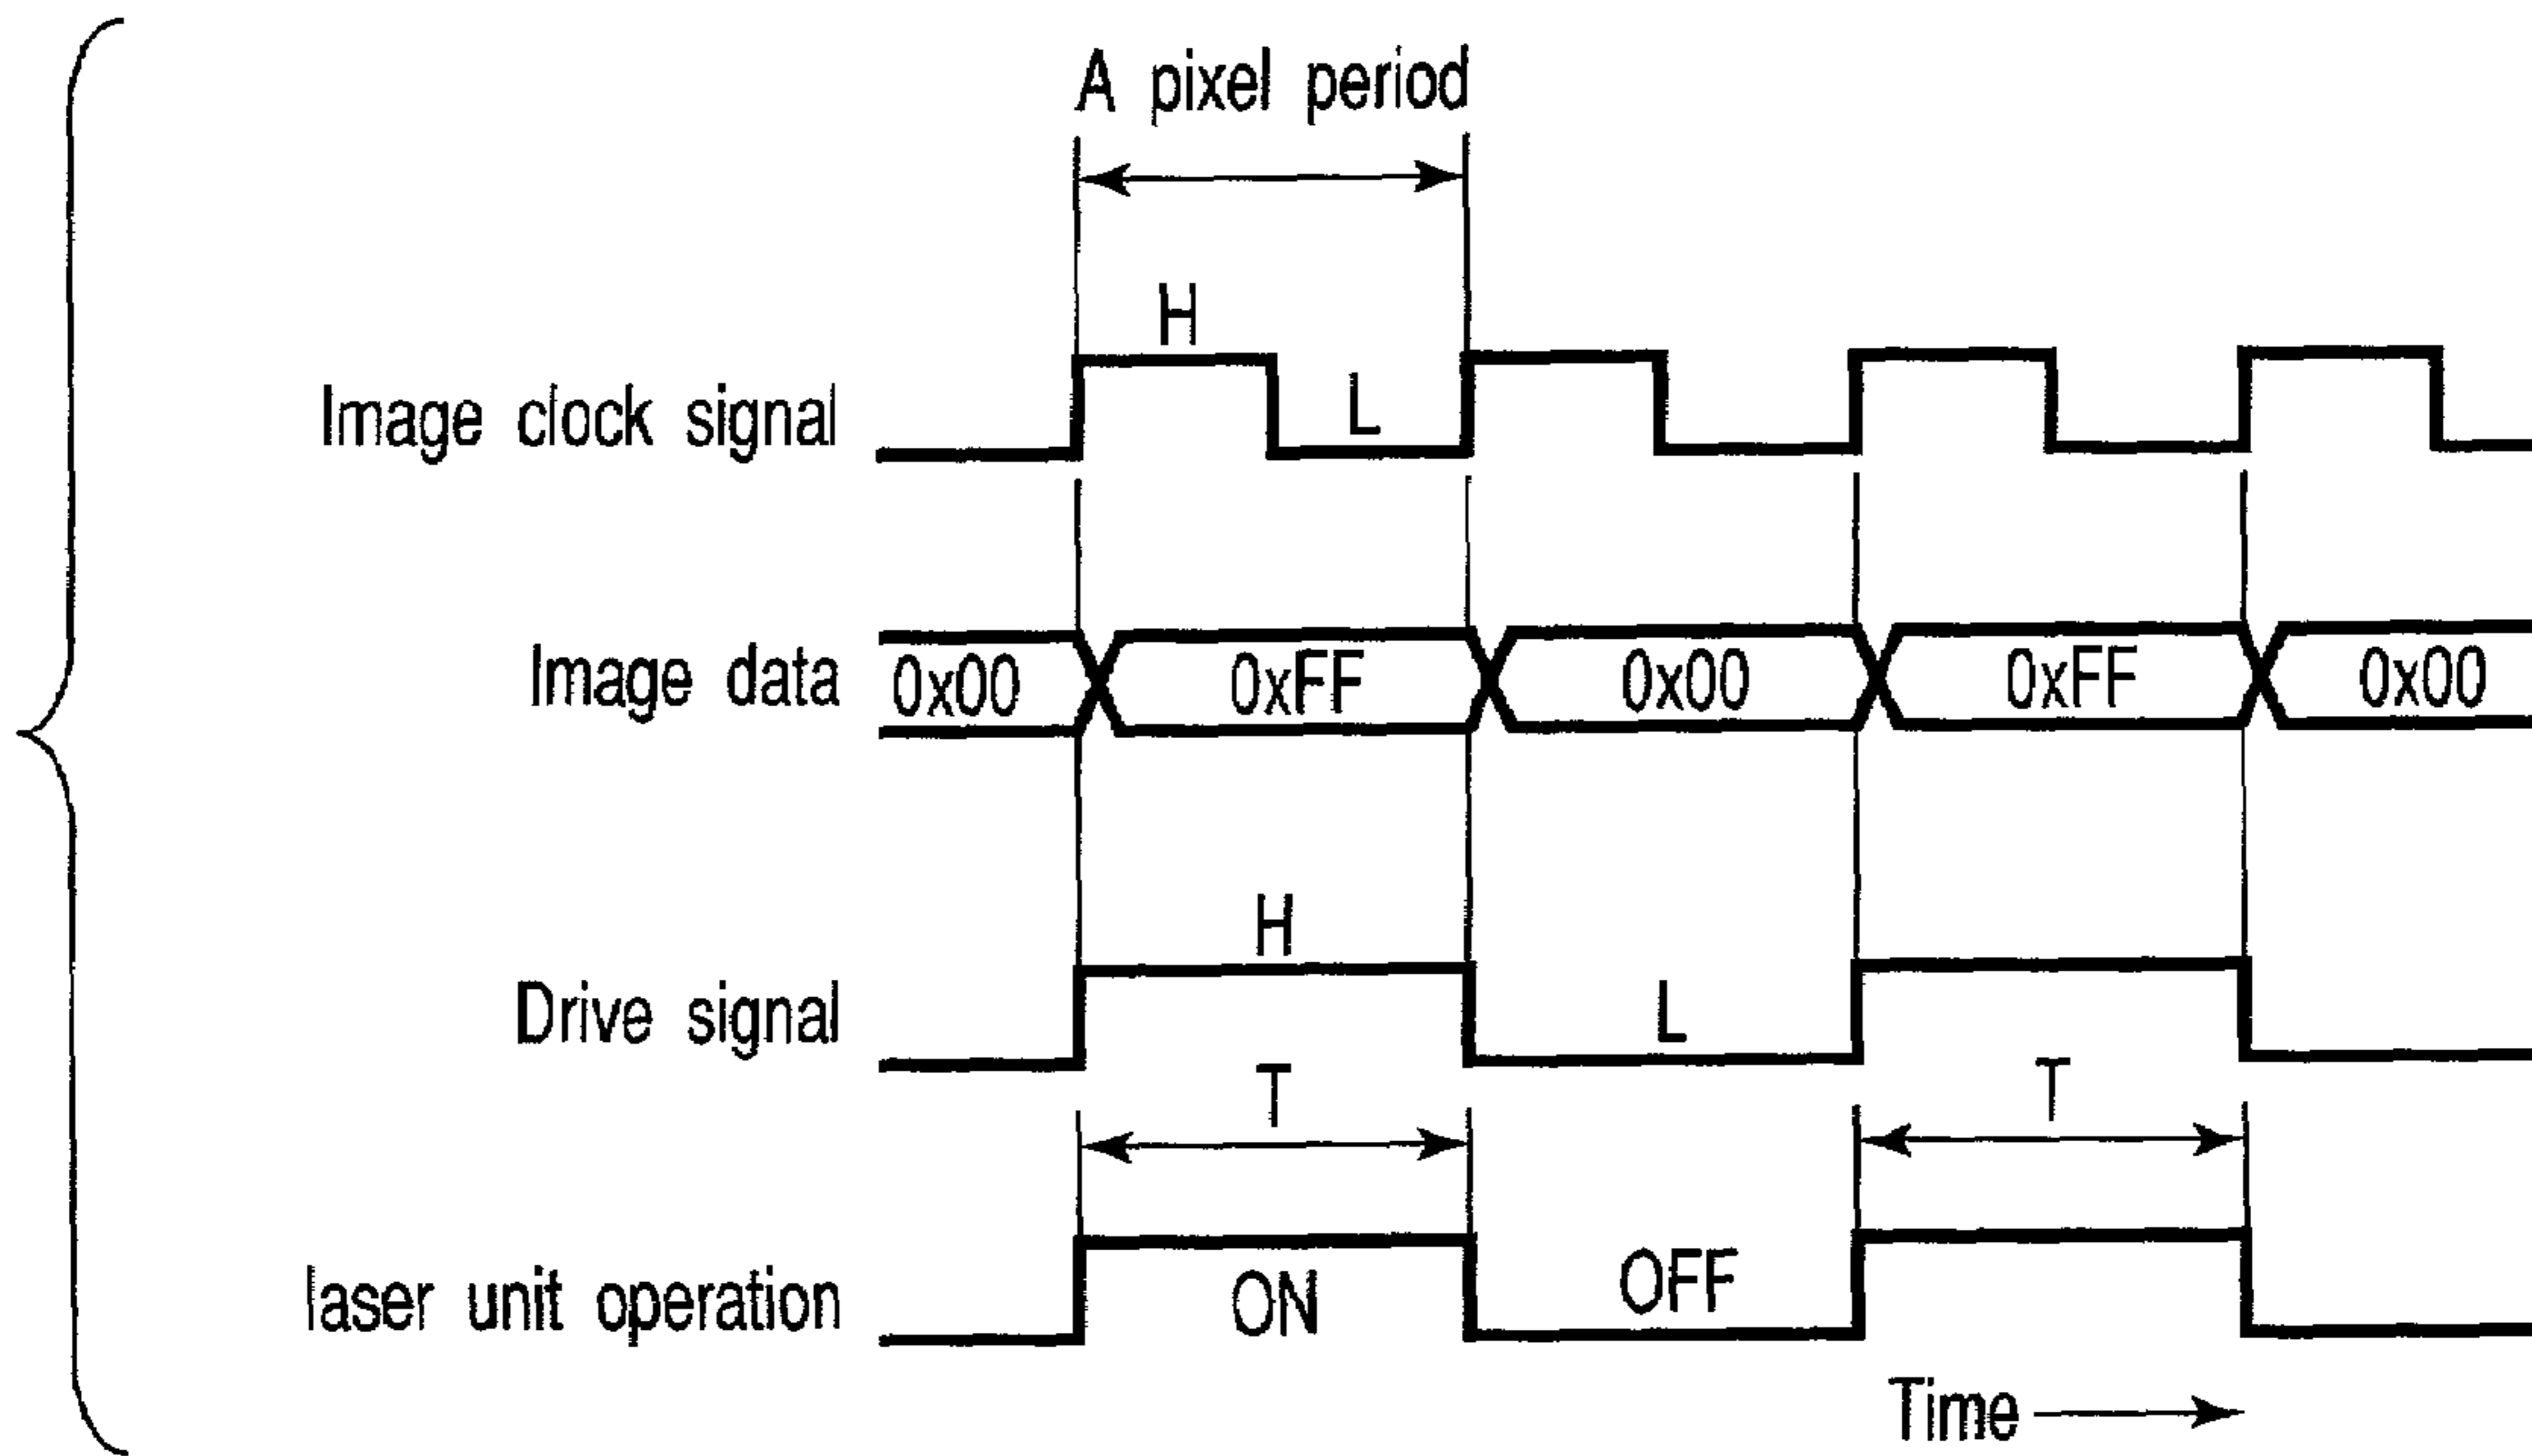 A pixel period
H
L
Image clock signal
Image data
0x00 0xFF 0x00 0xFF 0x00
H
L
Drive signal
T T
laser unit operation
ON OFF
Time